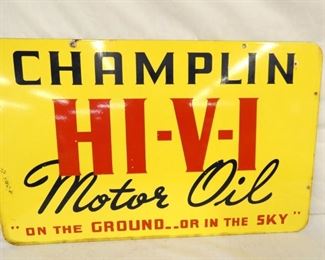 CHAMPLIN
HI-V-I
Motor Oil
"ON THE GROUND..OR IN THE SKY"